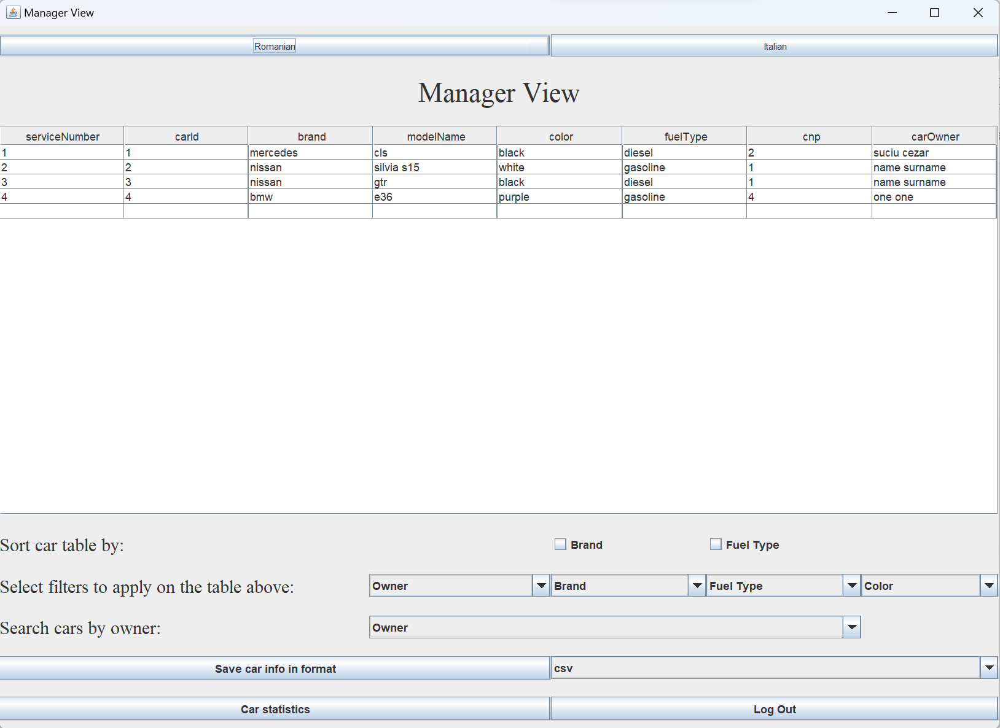 Manager View
Romanian Italian
Manager View
serviceNumber carId brand modelName color fuelType cnp carOwner
1 1 mercedes cls black diesel 2 suciu cezar
2 2 nissan silvia s15 white gasoline 1 name surname
3 3 nissan gtr black diesel 1 name surname
4 4 bmw e36 purple gasoline 4 one one
Sort car table by: Brand Fuel Type
Select filters to apply on the table above: Owner Brand Fuel Type Color
Search cars by owner: Owner
Save car info in format csv
Car statistics Log Out